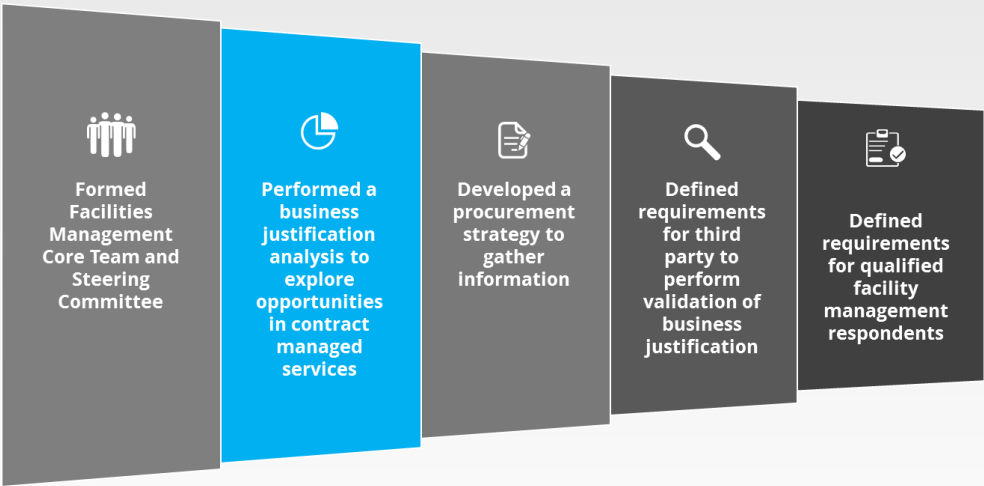 Formed
Facilities
Management
Core Team and
Steering
Committee
Performed a
business
justification
analysis to
explore
opportunities
in contract
managed
services
Developed a
procurement
strategy to
gather
information
Defined
requirements
for third
party to
perform
validation of
business
justification
Defined
requirements
for qualified
facility
management
respondents